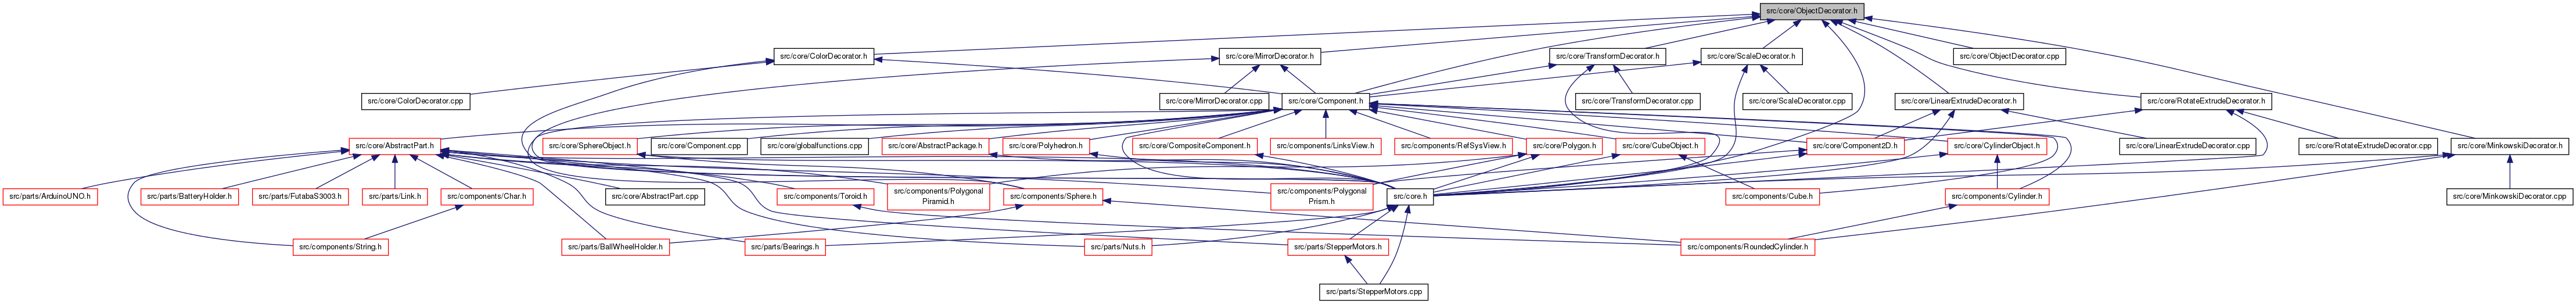 src/core/ObjectDecorator.h
src/core/ColorDecorator.h
src/core/MirrorDecorator.h
src/core/TransformDecorator.h
src/core/ScaleDecorator.h
src/core/ObjectDecorator.cpp
src/core/ColorDecorator.cpp
src/core/MirrorDecorator.cpp
src/core/Component.h
src/core/TransformDecorator.cpp
src/core/ScaleDecorator.cpp
src/core/LinearExtrudeDecorator.h
src/core/RotateExtrudeDecorator.h
src/core/AbstractPart.h
src/core/SphereObject.h
src/core/Component.cpp
src/core/globalfunctions.cpp
src/core/AbstractPackage.h
src/core/Polyhedron.h
src/core/CompositeComponent.h
src/components/LinksView.h
src/components/RefSysView.h
src/core/Polygon.h
src/core/CubeObject.h
src/core/Component2D.h
src/core/CylinderObject.h
src/core/LinearExtrudeDecorator.cpp
src/core/RotateExtrudeDecorator.cpp
src/core/MinkowskiDecorator.h
src/parts/ArduinoUNO.h
src/parts/BatteryHolder.h
src/parts/FutabaS3003.h
src/parts/Link.h
src/components/Char.h
src/core/AbstractPart.cpp
src/components/Toroid.h
src/components/Polygonal
Piramid.h
src/components/Sphere.h
src/components/Polygonal
Prism.h
src/core.h
src/components/Cube.h
src/components/Cylinder.h
src/core/MinkowskiDecorator.cpp
src/components/String.h
src/parts/BallWheelHolder.h
src/parts/Bearings.h
src/parts/Nuts.h
src/parts/StepperMotors.h
src/components/RoundedCylinder.h
src/parts/StepperMotors.cpp